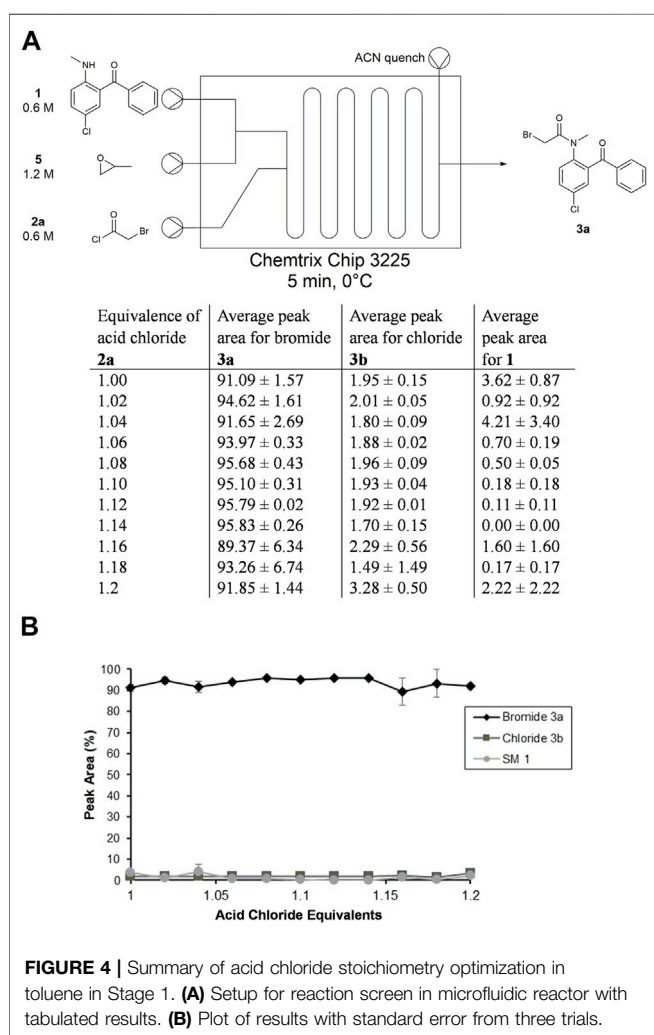 A
ACN quench
NH
O
1
0.6 M
Cl
5
1.2 M
O
2a
0.6 M
O
Cl
Br
O
Br
N
O
Cl
3a
Chemtrix Chip 3225
5 min, 0°C
Equivalence of acid chloride 2a | Average peak area for bromide 3a | Average peak area for chloride 3b | Average peak area for 1
1.00 91.09 ± 1.57 1.95 ± 0.15 3.62 ± 0.87
1.02 94.62 ± 1.61 2.01 ± 0.05 0.92 ± 0.92
1.04 91.65 ± 2.69 1.80 ± 0.09 4.21 ± 3.40
1.06 93.97 ± 0.33 1.88 ± 0.02 0.70 ± 0.19
1.08 95.68 ± 0.43 1.96 ± 0.09 0.50 ± 0.05
1.10 95.10 ± 0.31 1.93 ± 0.04 0.18 ± 0.18
1.12 95.79 ± 0.02 1.92 ± 0.01 0.11 ± 0.11
1.14 95.83 ± 0.26 1.70 ± 0.15 0.00 ± 0.00
1.16 89.37 ± 6.34 2.29 ± 0.56 1.60 ± 1.60
1.18 93.26 ± 6.74 1.49 ± 1.49 0.17 ± 0.17
1.2 91.85 ± 1.44 3.28 ± 0.50 2.22 ± 2.22
B
Peak Area (%)
100
90
80
70
60
50
40
30
20
10
0
1 1.05 1.1 1.15 1.2
Acid Chloride Equivalents
Bromide 3a
Chloride 3b
SM 1
FIGURE 4 | Summary of acid chloride stoichiometry optimization in
toluene in Stage 1. (A) Setup for reaction screen in microfluidic reactor with
tabulated results. (B) Plot of results with standard error from three trials.